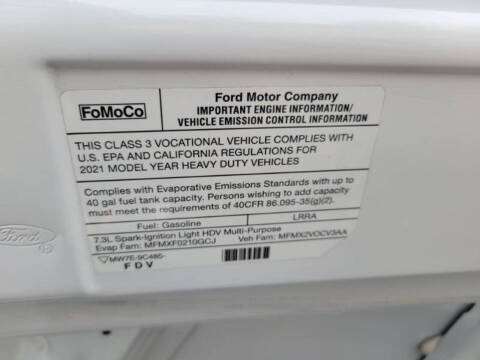 FoMoCo
Ford Motor Company
IMPORTANT ENGINE INFORMATION/
VEHICLE EMISSION CONTROL INFORMATION
THIS CLASS 3 VOCATIONAL VEHICLE COMPLIES WITH
U.S. EPA AND CALIFORNIA REGULATIONS FOR
2021 MODEL YEAR HEAVY DUTY VEHICLES
Complies with Evaporative Emissions Standards with up to
40 gal fuel tank capacity. Persons wishing to add capacity
must meet the requirements of 40CFR 86.095-35(g)(2).
Fuel: Gasoline LRRA
7.3L Spark-Ignition Light HDV Multi-Purpose
Evap Fam: MFMXF0210GCJ Veh Fam: MFMX2VOCV3AA
MW7E-9C485-
FDV
Ford ®